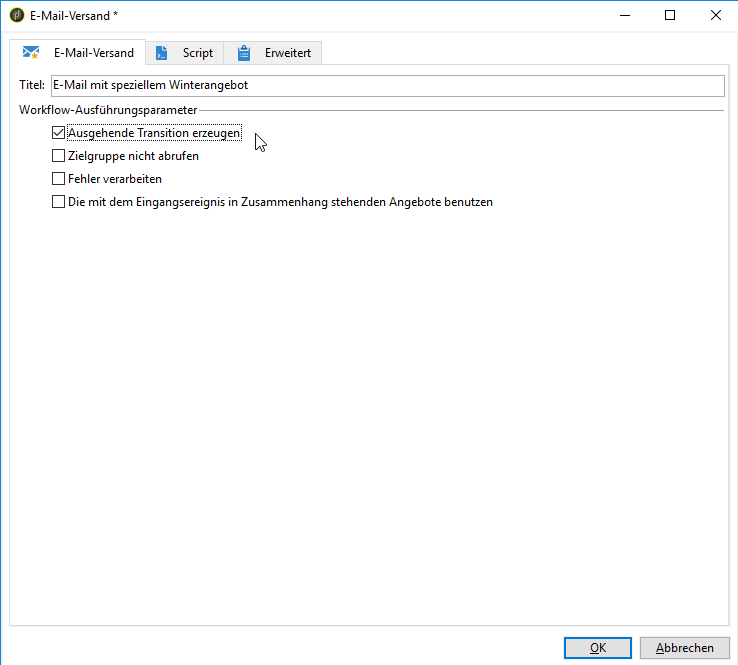 E-Mail-Versand *
E-Mail-Versand Script Erweitert
Titel: E-Mail mit speziellem Winterangebot
Workflow-Ausführungsparameter
Ausgehende Transition erzeugen
Zielgruppe nicht abrufen
Fehler verarbeiten
Die mit dem Eingangsereignis in Zusammenhang stehenden Angebote benutzen
OK Abbrechen